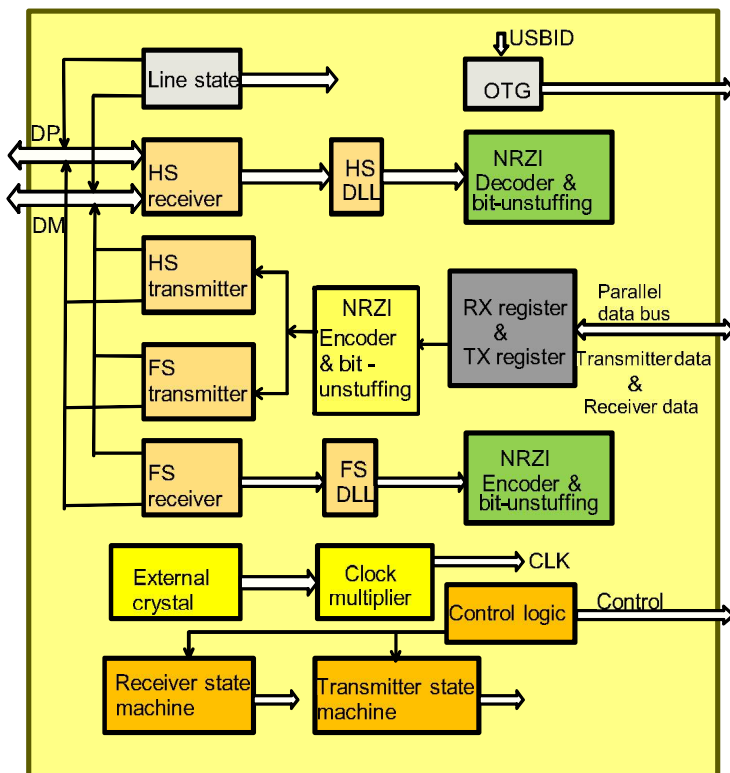 USBID
Line state
OTG
DP
HS
receiver
HS
DLL
NRZI
Decoder &
bit-unstuffing
DM
HS
transmitter
NRZI
Encoder
& bit -
unstuffing
RX register
&
TX register
Parallel
data bus
Transmitter data
&
Receiver data
FS
transmitter
FS
receiver
FS
DLL
NRZI
Encoder &
bit-unstuffing
External
crystal
Clock
multiplier
CLK
Control logic
Control
Receiver state
machine
Transmitter state
machine